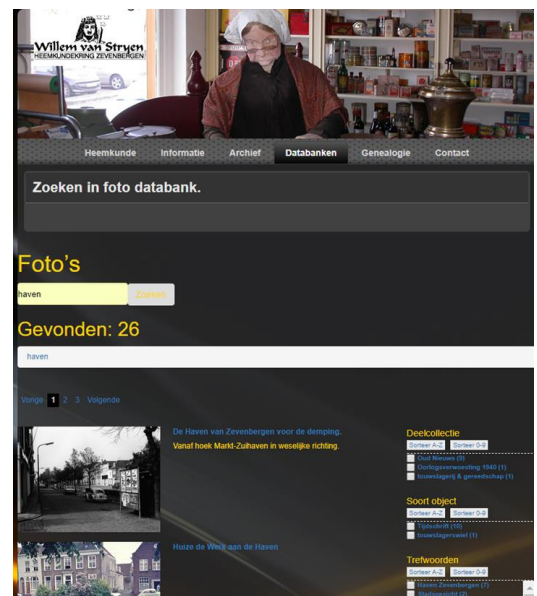 Willem van Stryen
HEEMKUNDEKRING ZEVENBERGEN
Heemkunde Informatie Archief Databanken Genealogie Contact
Zoeken in foto databank.
Foto's
haven Zoeken
Gevonden: 26
haven
Vorige 1 2 3 Volgende
De Haven van Zevenbergen voor de demping.
Vanaf hoek Markt-Zuihaven in weselijke richting.
Huize de Werk aan de Haven
Deelcollectie
Sorteer A-Z Sorteer 0-9
Oud Nieuws (9)
Oorlogsverwoesting 1940 (1)
touwslagerij & gereedschap (1)
Soort object
Sorteer A-Z Sorteer 0-9
Tijdschrift (10)
touwslagerswiel (1)
Trefwoorden
Sorteer A-Z Sorteer 0-9
Haven Zevenbergen (7)
Stadsgezicht (2)